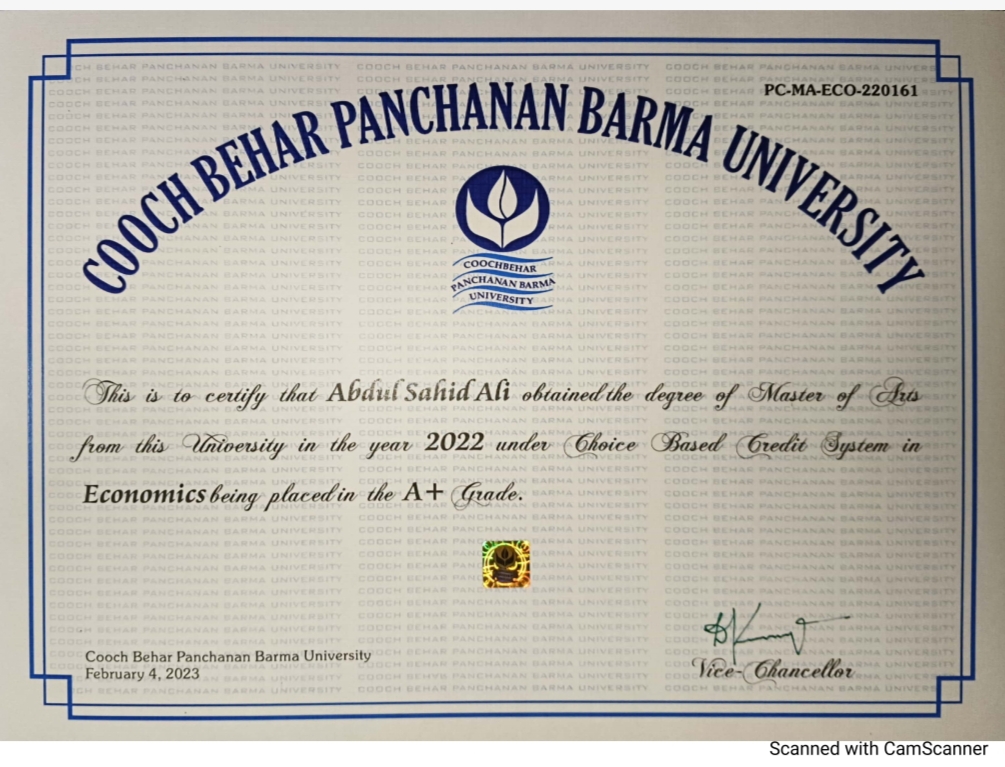 PC-MA-ECO-220161
COOCH BEHAR PANCHANAN BARMA UNIVERSITY
COOCHBEHAR
PANCHANAN BARMA
UNIVERSITY
This is to certify that Abdul Sahid Ali obtained the degree of Master of Arts
from this University in the year 2022 under Choice Based Credit System in
Economics being placed in the A+ Grade.
Cooch Behar Panchanan Barma University
February 4, 2023
Vice-Chancellor
Scanned with CamScanner